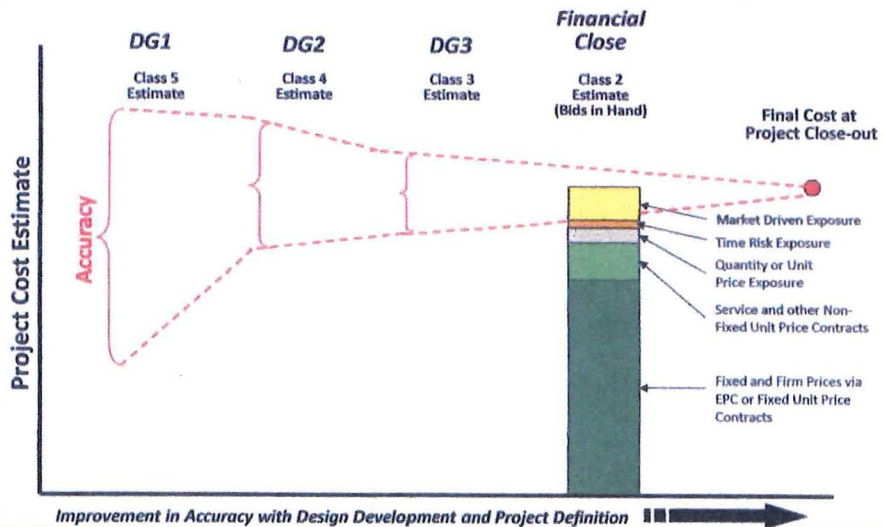 DG1
DG2
DG3
Financial
Close
Class 5
Estimate
Class 4
Estimate
Class 3
Estimate
Class 2
Estimate
(Bids in Hand)
Final Cost at
Project Close-out
Project Cost Estimate
Accuracy
Market Driven Exposure
Time Risk Exposure
Quantity or Unit
Price Exposure
Service and other Non-
Fixed Unit Price Contracts
Fixed and Firm Prices via
EPC or Fixed Unit Price
Contracts
Improvement in Accuracy with Design Development and Project Definition